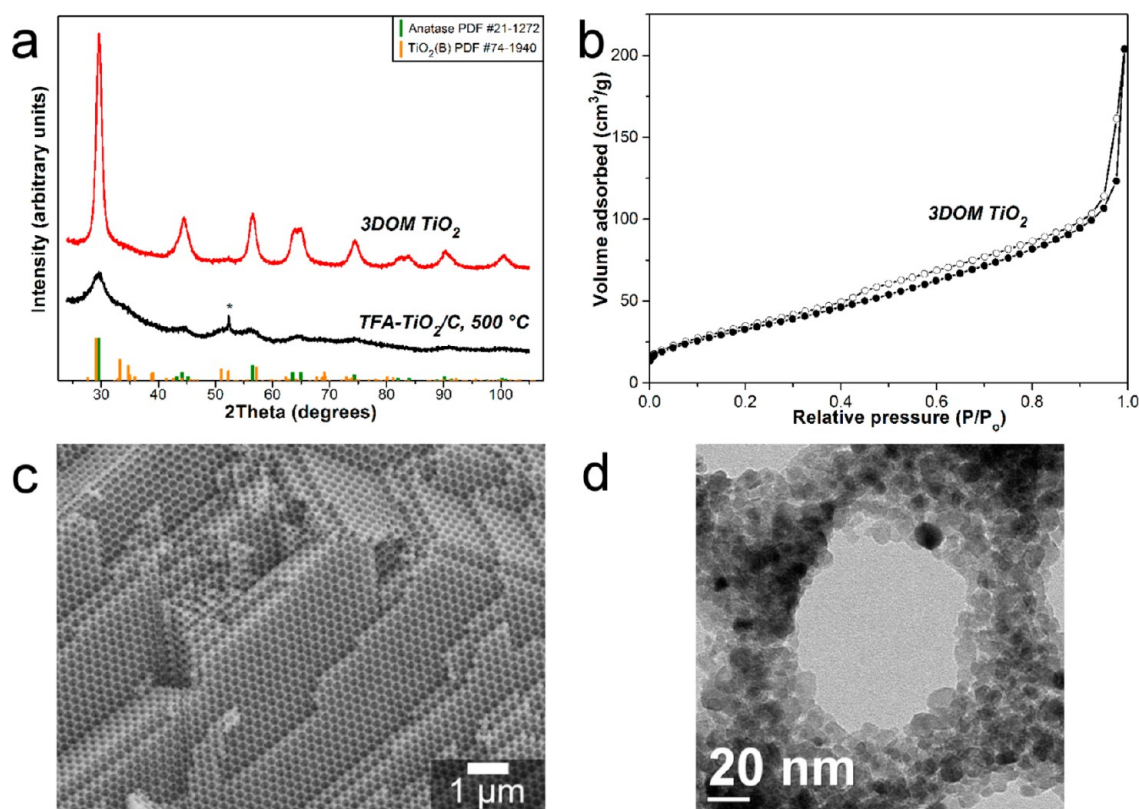 a
Anatase PDF #21-1272
TiO₂(B) PDF #74-1940
3DOM TiO₂
*
TFA-TiO₂/C, 500 °C
Intensity (arbitrary units)
30 40 50 60 70 80 90 100
2Theta (degrees)
b
200
150
100
50
0
3DOM TiO₂
Volume adsorbed (cm³/g)
0.0 0.2 0.4 0.6 0.8 1.0
Relative pressure (P/P₀)
c
1 µm
d
20 nm